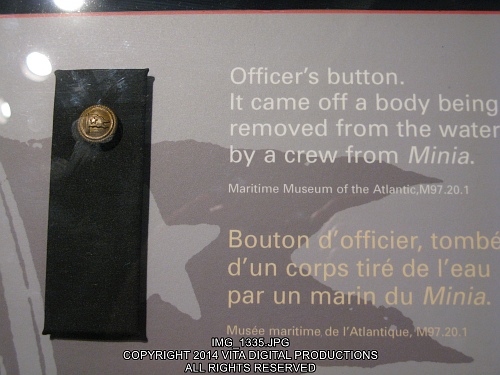 Officer's button.
It came off a body being
removed from the water
by a crew from Minia.
Maritime Museum of the Atlantic,M97.20.1
Bouton d'officier, tombé
d'un corps tiré de l'eau
par un marin du Minia.
Musée maritime de l'Atlantique, M97.20.1
IMG_1335.JPG
COPYRIGHT 2014 VITA DIGITAL PRODUCTIONS
ALL RIGHTS RESERVED